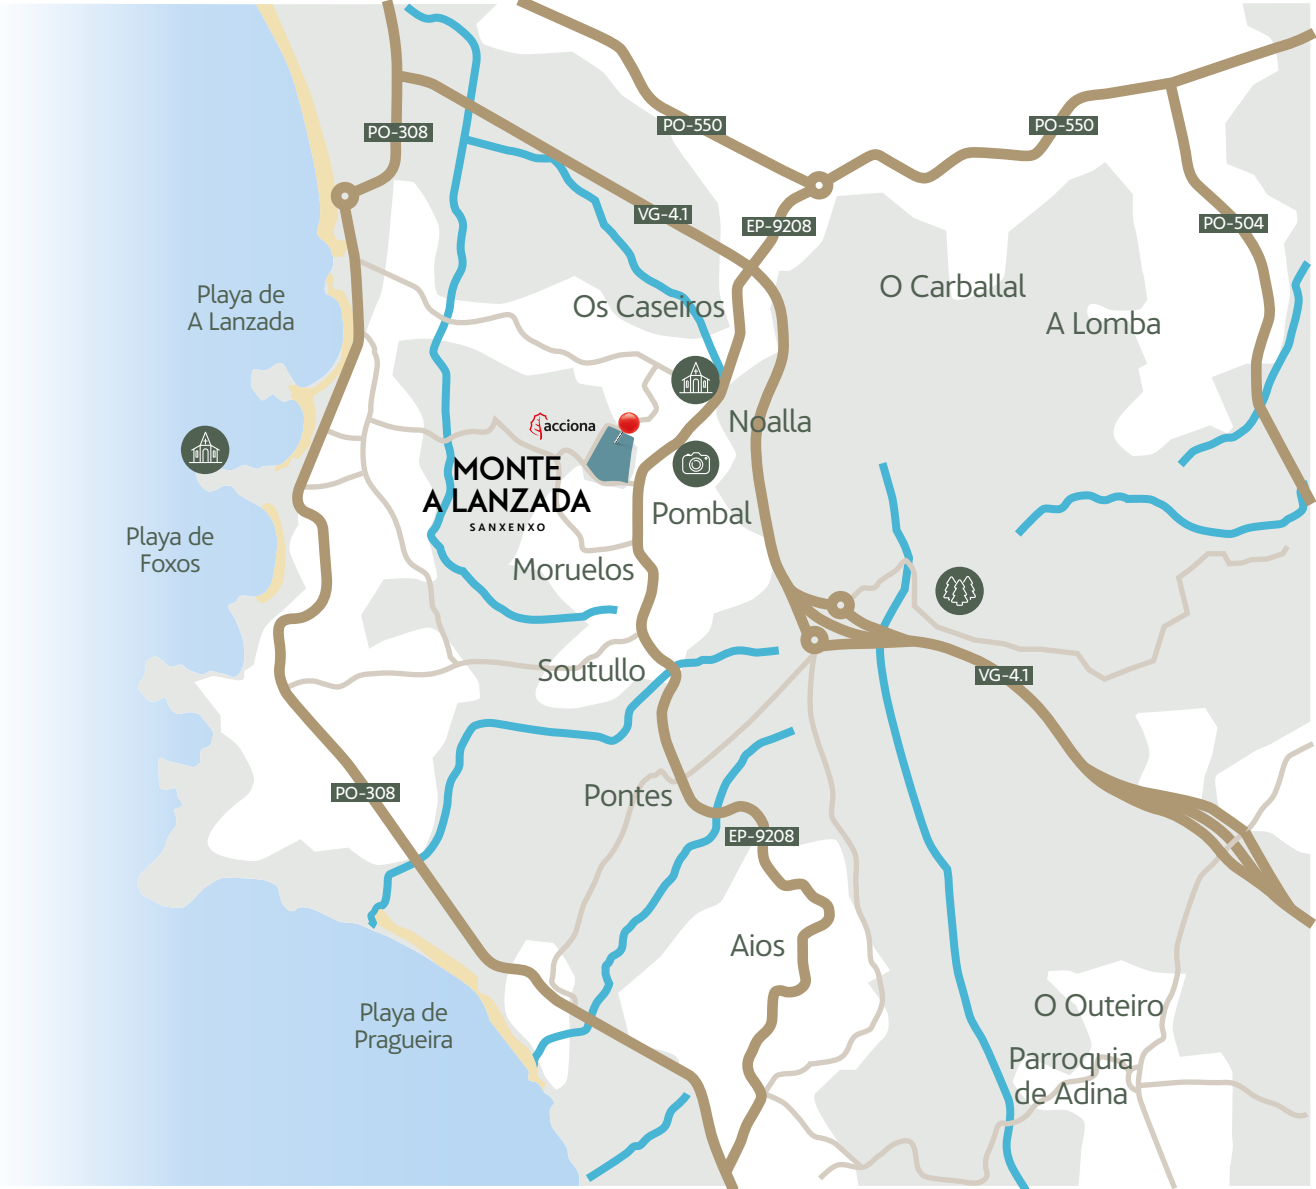 PO-308
PO-550
PO-550
VG-4.1
EP-9208
PO-504
Playa de
A Lanzada
Os Caseiros
O Carballal
A Lomba
acciona
Noalla
MONTE
A LANZADA
SANXENXO
Pombal
Playa de
Foxos
Moruelos
Soutullo
VG-4.1
PO-308
Pontes
EP-9208
Aios
Playa de
Pragueira
O Outeiro
Parroquia
de Adina